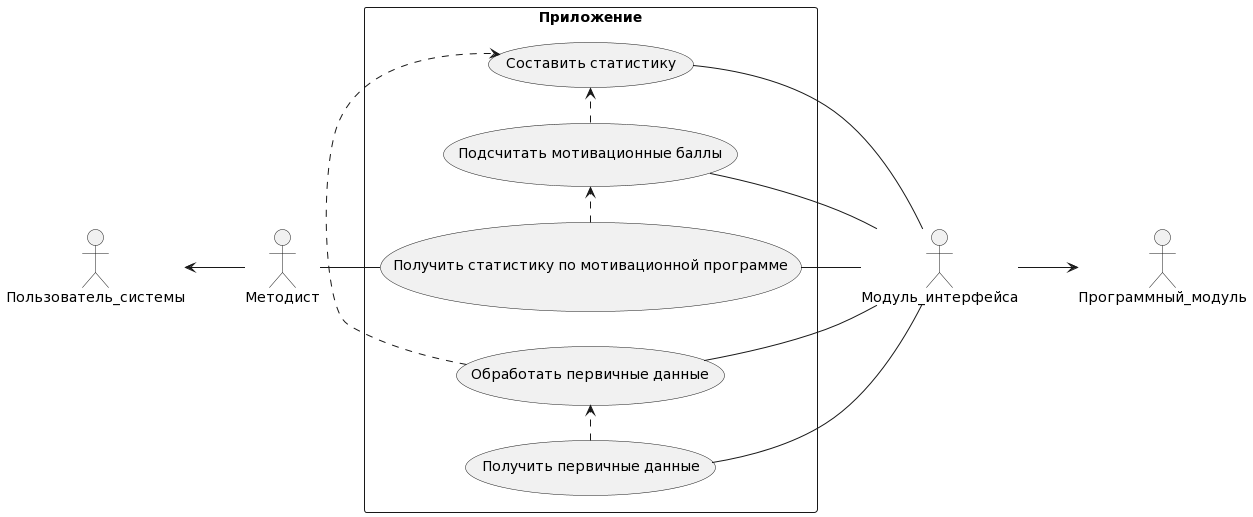 Приложение
Составить статистику
Подсчитать мотивационные баллы
Получить статистику по мотивационной программе
Пользователь_системы
Методист
Модуль_интерфейса
Программный_модуль
Обработать первичные данные
Получить первичные данные